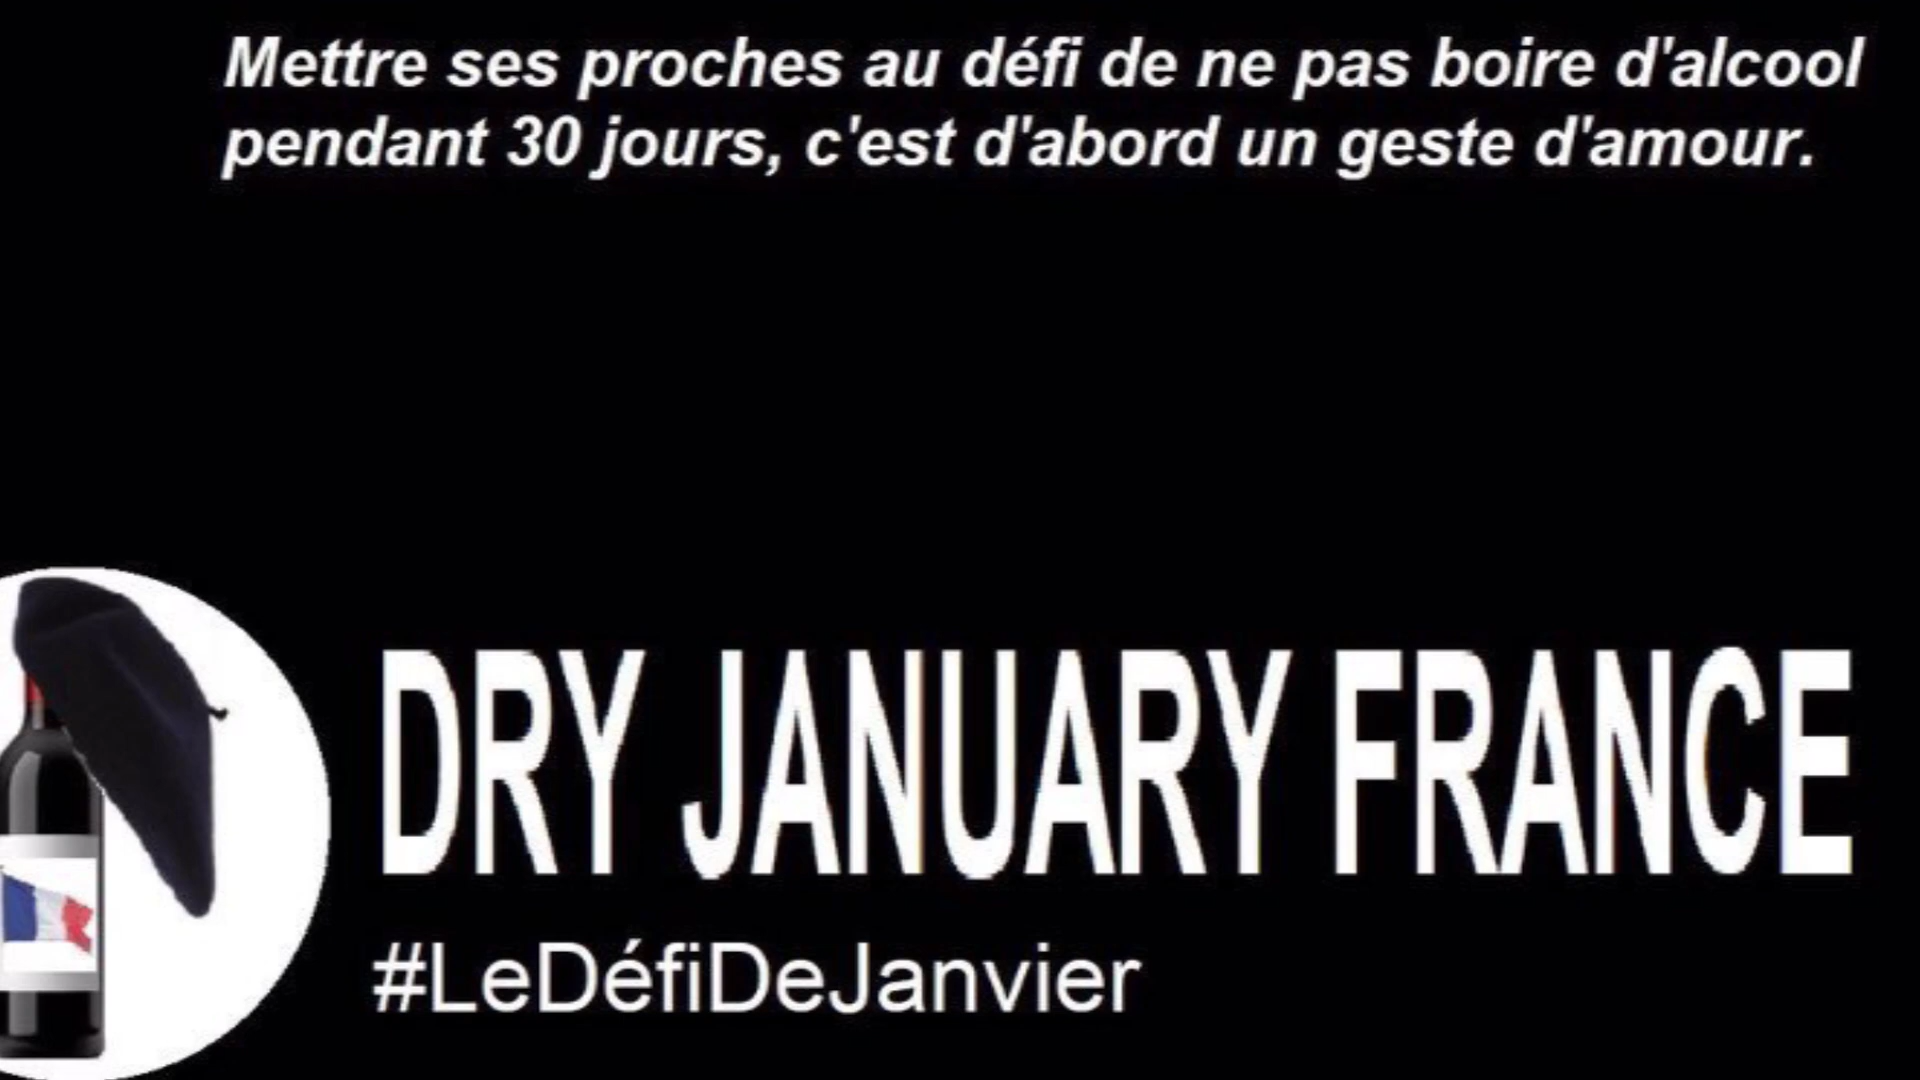 Mettre ses proches au défi de ne pas boire d'alcool
pendant 30 jours, c'est d'abord un geste d'amour.
DRY JANUARY FRANCE
#LeDéfiDeJanvier